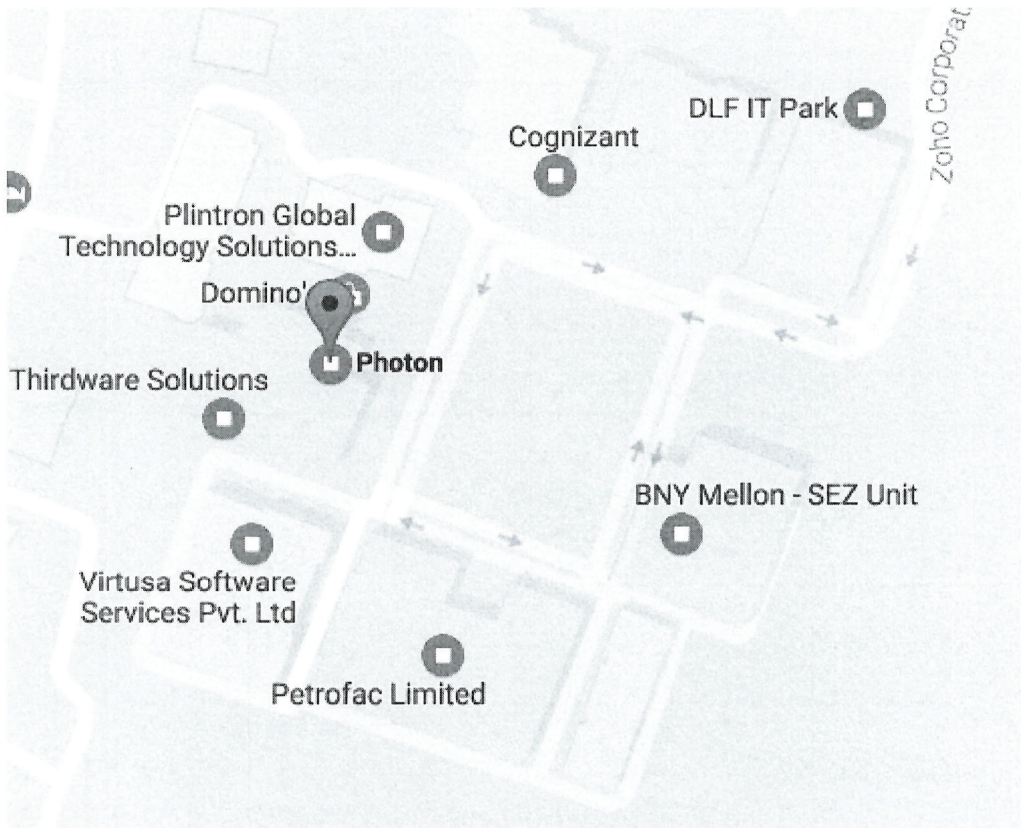 DLF IT Park
Zoho Corporat
Cognizant
Plintron Global
Technology Solutions...
Domino'
Photon
Thirdware Solutions
BNY Mellon - SEZ Unit
Virtusa Software
Services Pvt. Ltd
Petrofac Limited